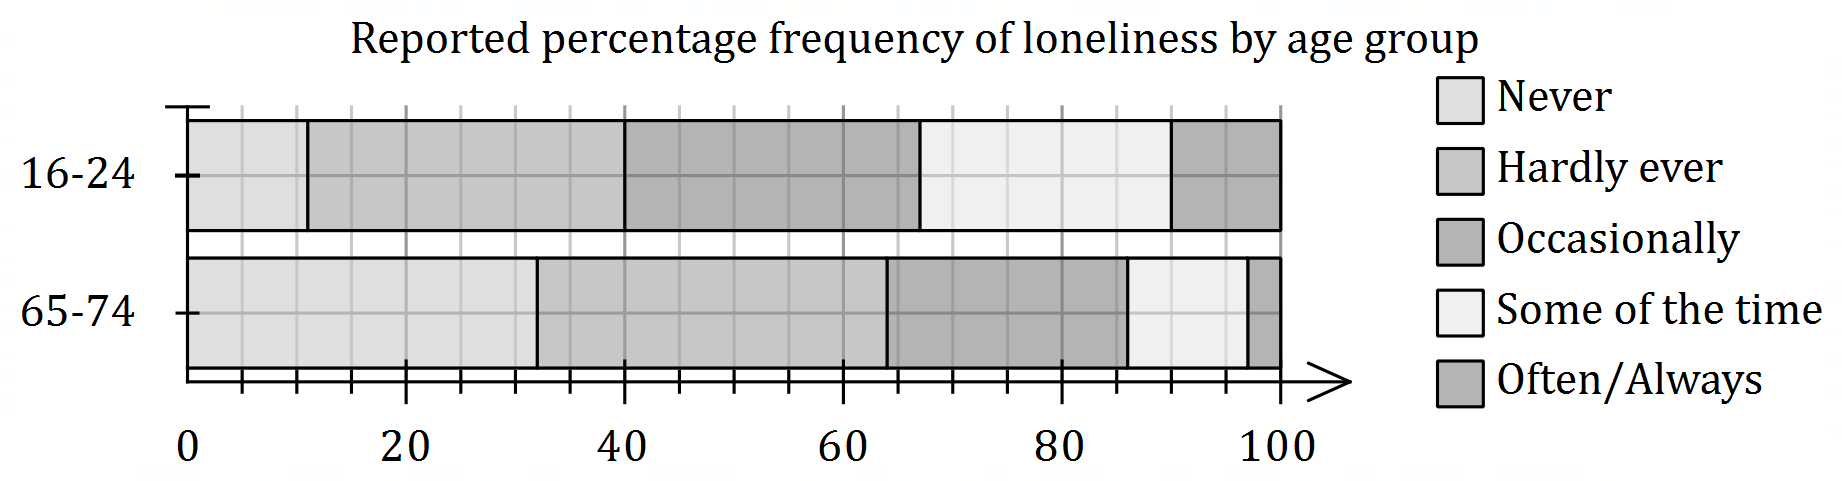 Reported percentage frequency of loneliness by age group
Never
16-24
Hardly ever
Occasionally
65-74
Some of the time
Often/Always
0 20 40 60 80 100